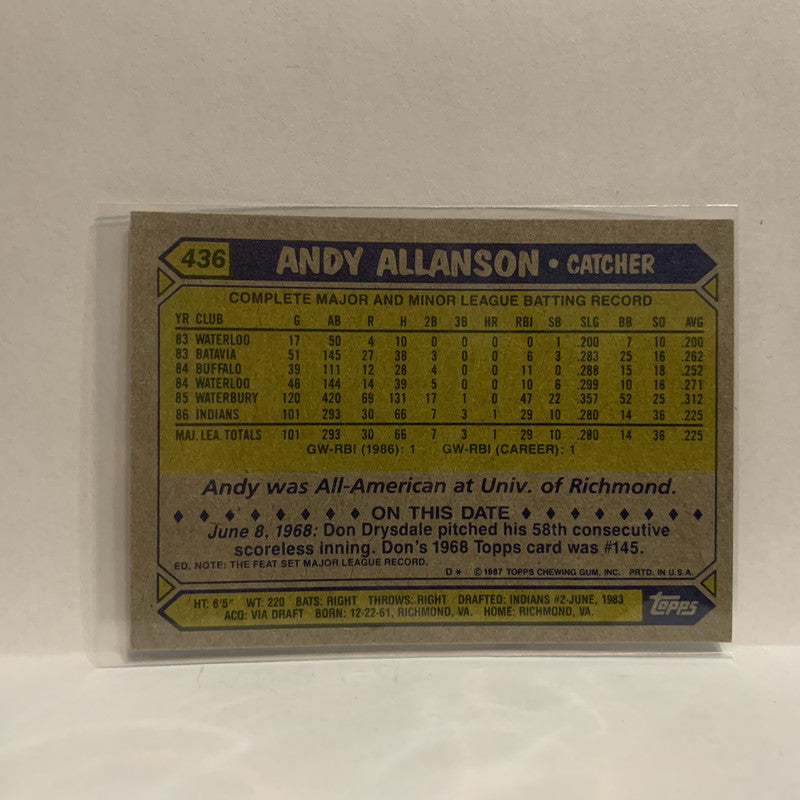 436 ANDY ALLANSON • CATCHER
COMPLETE MAJOR AND MINOR LEAGUE BATTING RECORD
YR CLUB G AB R H 2B 3B HR RBI SB SLG BB SO AVG
83 WATERLOO 17 50 4 10 0 0 0 0 1 .200 7 10 .200
83 BATAVIA 51 145 27 38 3 0 0 6 3 .283 25 16 .262
84 BUFFALO 39 111 12 28 4 0 0 11 0 .288 15 18 .252
84 WATERLOO 46 144 14 39 5 0 0 10 6 .299 10 16 .271
85 WATERBURY 120 420 69 131 17 1 0 47 22 .357 52 25 .312
86 INDIANS 101 293 30 66 7 3 1 29 10 .280 14 36 .225
MAJ. LEA. TOTALS 101 293 30 66 7 3 1 29 10 .280 14 36 .225
GW-RBI (1986): 1 GW-RBI (CAREER): 1
Andy was All-American at Univ. of Richmond.
ON THIS DATE
June 8, 1968: Don Drysdale pitched his 58th consecutive
scoreless inning. Don's 1968 Topps card was #145.
ED. NOTE: THE FEAT SET MAJOR LEAGUE RECORD.
D* © 1987 TOPPS CHEWING GUM, INC. PRTD. IN U.S.A.
HT: 6'5" WT: 220 BATS: RIGHT THROWS: RIGHT DRAFTED: INDIANS #2-JUNE, 1983
ACQ: VIA DRAFT BORN: 12-22-61, RICHMOND, VA. HOME: RICHMOND, VA.
topps